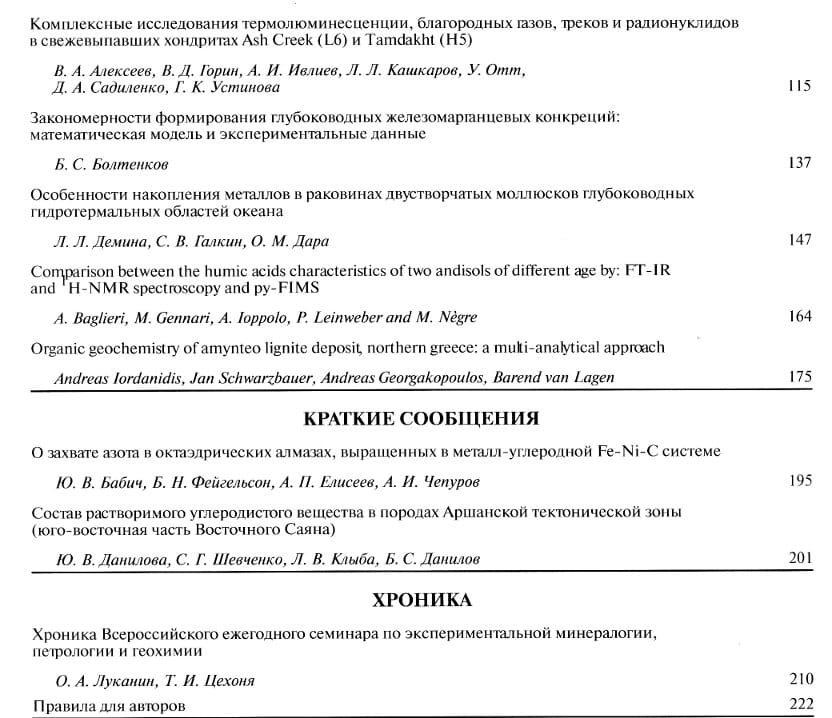 Комплексные исследования термолюминесценции, благородных газов, треков и радионуклидов
в свежевыпавших хондритах Ash Creek (L6) и Tamdakht (H5)
В. А. Алексеев, В. Д. Горин, А. И. Ивлиев, Л. Л. Кашкаров, У. Отт,
Д. А. Садиленко, Г. К. Устинова 115
Закономерности формирования глубоководных железомарганцевых конкреций:
математическая модель и экспериментальные данные
Б. С. Болтенков 137
Особенности накопления металлов в раковинах двустворчатых моллюсков глубоководных
гидротермальных областей океана
Л. Л. Демина, С. В. Галкин, О. М. Дара 147
Comparison between the humic acids characteristics of two andisols of different age by: FT-IR
and ¹H-NMR spectroscopy and py-FIMS
A. Baglieri, M. Gennari, A. Ioppolo, P. Leinweber and M. Nègre 164
Organic geochemistry of amynteo lignite deposit, northern greece: a multi-analytical approach
Andreas Iordanidis, Jan Schwarzbauer, Andreas Georgakopoulos, Barend van Lagen 175
КРАТКИЕ СООБЩЕНИЯ
О захвате азота в октаэдрических алмазах, выращенных в металл-углеродной Fe-Ni-C системе
Ю. В. Бабич, Б. Н. Фейгельсон, А. П. Елисеев, А. И. Чепуров 195
Состав растворимого углеродистого вещества в породах Аршанской тектонической зоны
(юго-восточная часть Восточного Саяна)
Ю. В. Данилова, С. Г. Шевченко, Л. В. Клыба, Б. С. Данилов 201
ХРОНИКА
Хроника Всероссийского ежегодного семинара по экспериментальной минералогии,
петрологии и геохимии
О. А. Луканин, Т. И. Цехоня 210
Правила для авторов 222